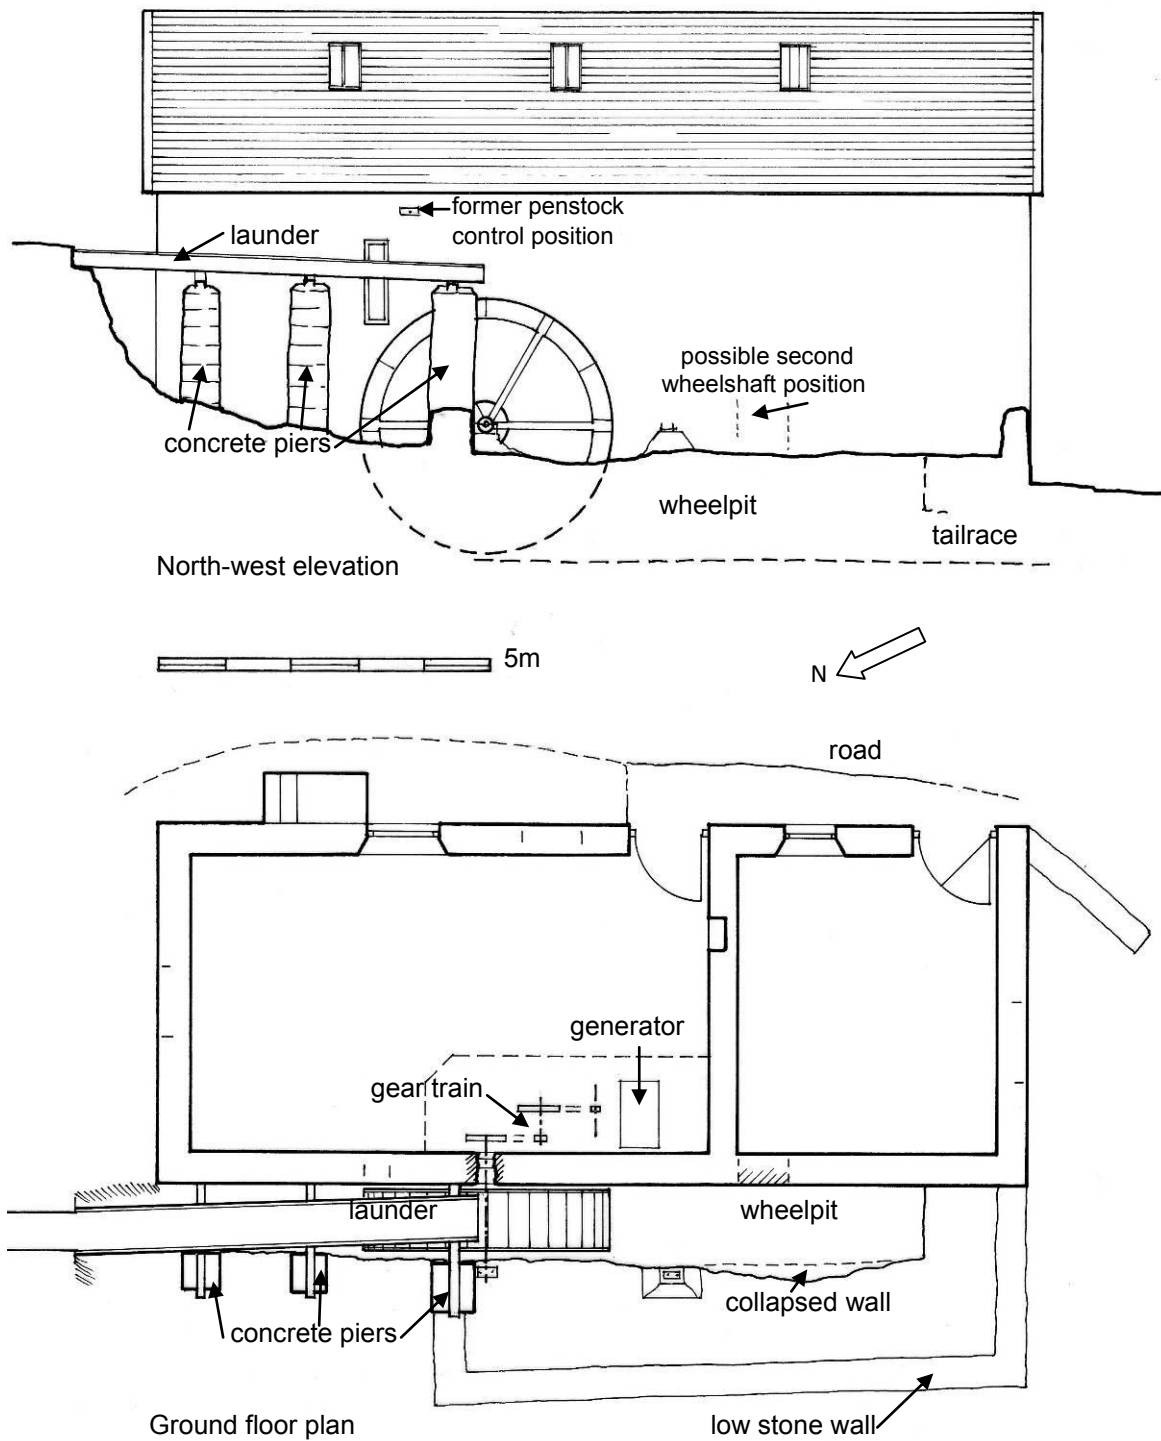 former penstock
control position
launder
possible second
wheelshaft position
concrete piers
wheelpit
tailrace
North-west elevation
5m
N
road
generator
gear train
launder
wheelpit
collapsed wall
concrete piers
Ground floor plan
low stone wall